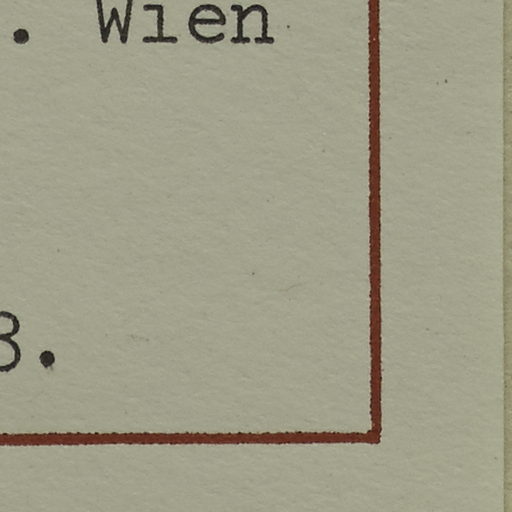 . Wien
3.